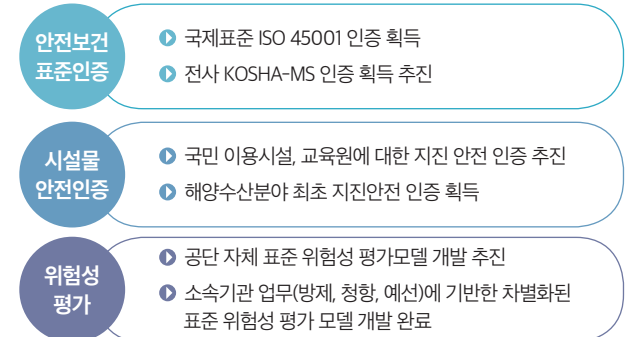 안전보건
표준인증
국제표준 ISO 45001 인증 획득
전사 KOSHA-MS 인증 획득 추진
시설물
안전인증
국민 이용시설, 교육원에 대한 지진 안전 인증 추진
해양수산분야 최초 지진안전 인증 획득
위험성
평가
공단 자체 표준 위험성 평가모델 개발 추진
소속기관 업무(방제, 청항, 예선)에 기반한 차별화된
표준 위험성 평가 모델 개발 완료